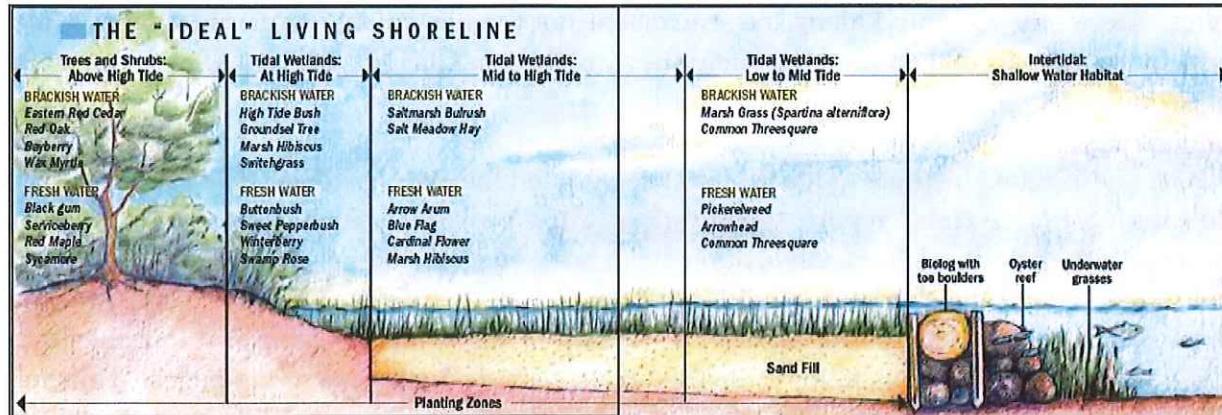 THE "IDEAL" LIVING SHORELINE
Trees and Shrubs:
Above High Tide
BRACKISH WATER
Eastern Red Cedar
Red Oak
Bayberry
Wax Myrtle
FRESH WATER
Black gum
Serviceberry
Red Maple
Sycamore
Tidal Wetlands:
At High Tide
BRACKISH WATER
High Tide Bush
Groundsel Tree
Marsh Hibiscus
Switchgrass
FRESH WATER
Buttonbush
Sweet Pepperbush
Winterberry
Swamp Rose
Tidal Wetlands:
Mid to High Tide
BRACKISH WATER
Saltmarsh Bulrush
Salt Meadow Hay
FRESH WATER
Arrow Arum
Blue Flag
Cardinal Flower
Marsh Hibiscus
Tidal Wetlands:
Low to Mid Tide
BRACKISH WATER
Marsh Grass (Spartina alterniflora)
Common Threesquare
FRESH WATER
Pickerelweed
Arrowhead
Common Threesquare
Intertidal:
Shallow Water Habitat
Biolog with
toe boulders
Oyster
reef
Underwater
grasses
Sand Fill
Planting Zones